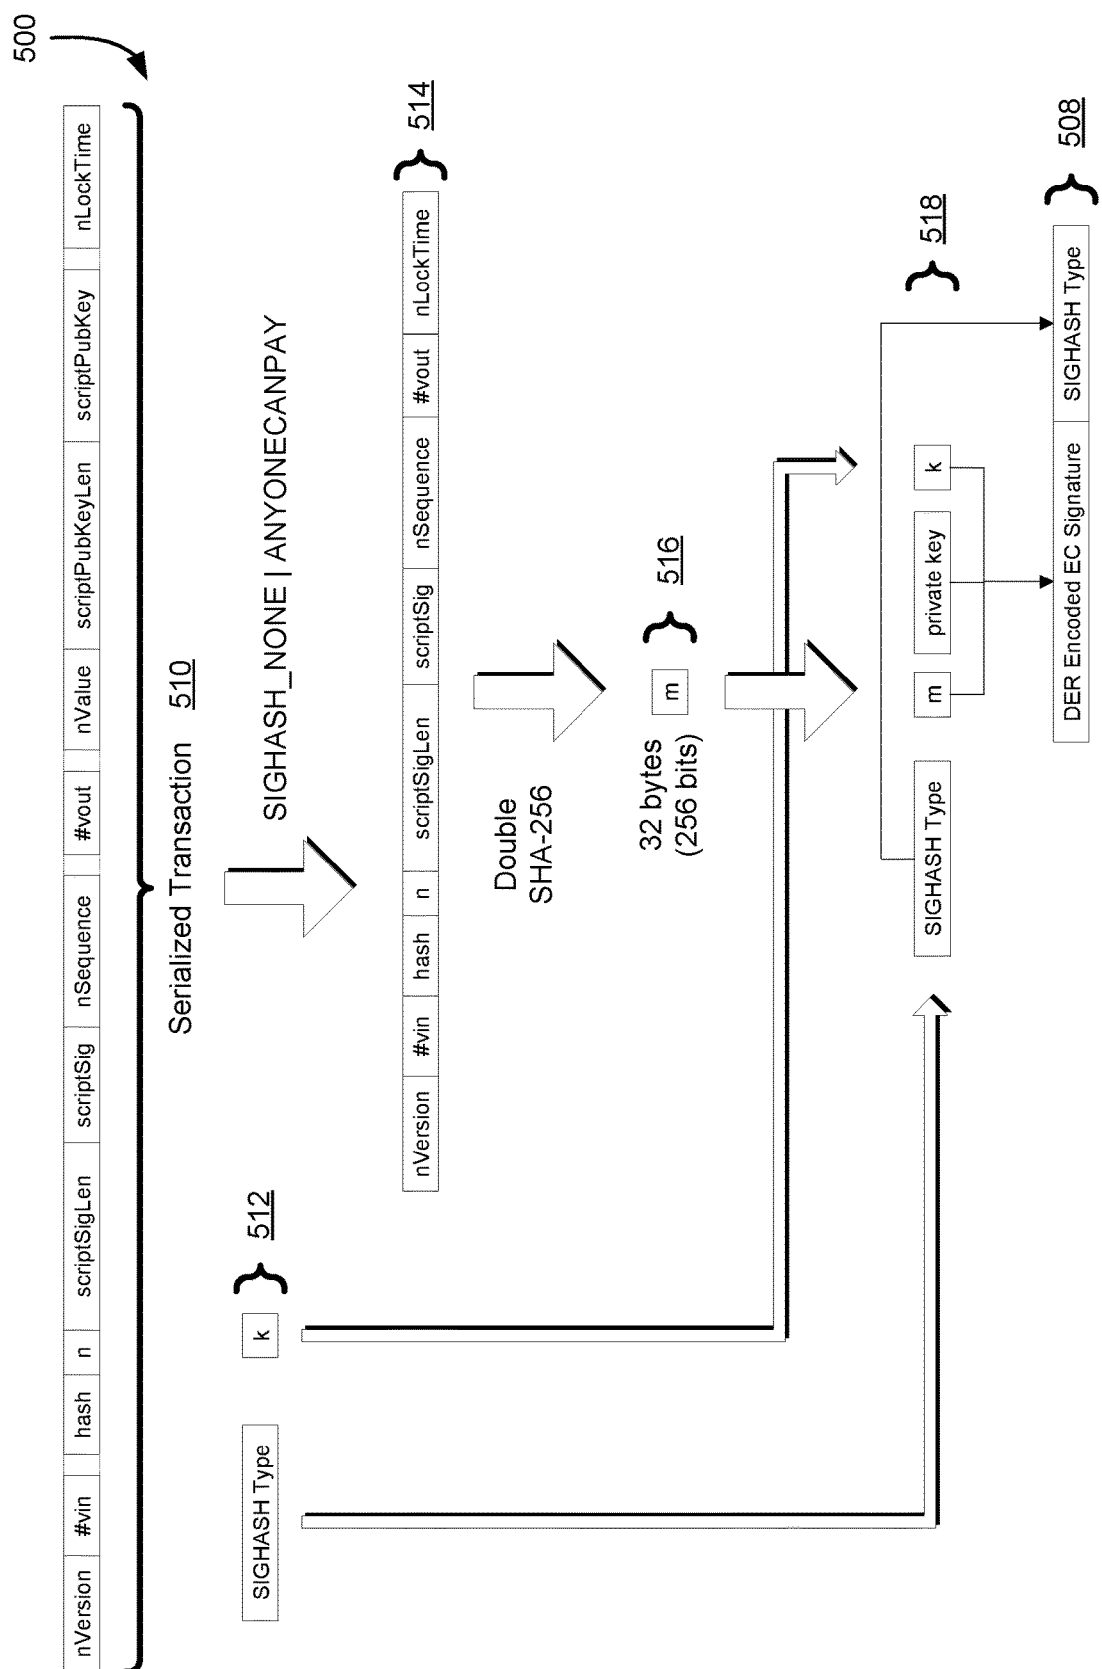 500
nVersion #vin hash n scriptSigLen scriptSig nSequence #vout nValue scriptPubKeyLen scriptPubKey nLockTime
Serialized Transaction 510
SIGHASH Type k 512
SIGHASH_NONE | ANYONECANPAY
nVersion #vin hash n scriptSigLen scriptSig nSequence #vout nLockTime 514
Double
SHA-256
m 516
32 bytes
(256 bits)
SIGHASH Type m private key k 518
DER Encoded EC Signature SIGHASH Type 508